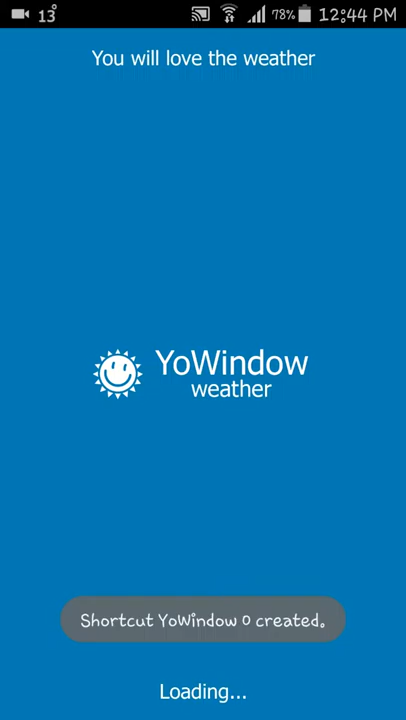 13°
78%
12:44 PM
You will love the weather
YoWindow
weather
Shortcut YoWindow 0 created.
Loading...